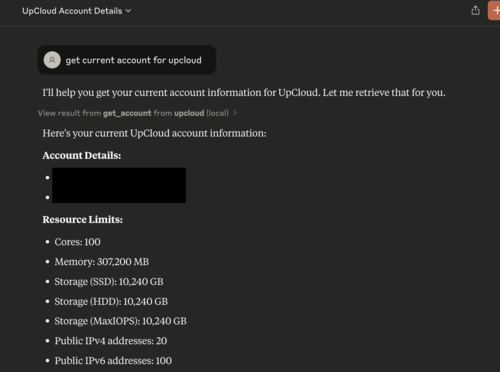 UpCloud Account Details
get current account for upcloud
I'll help you get your current account information for UpCloud. Let me retrieve that for you.
View result from get_account from upcloud (local)
Here's your current UpCloud account information:
Account Details:
Resource Limits:
Cores: 100
Memory: 307,200 MB
Storage (SSD): 10,240 GB
Storage (HDD): 10,240 GB
Storage (MaxIOPS): 10,240 GB
Public IPv4 addresses: 20
Public IPv6 addresses: 100